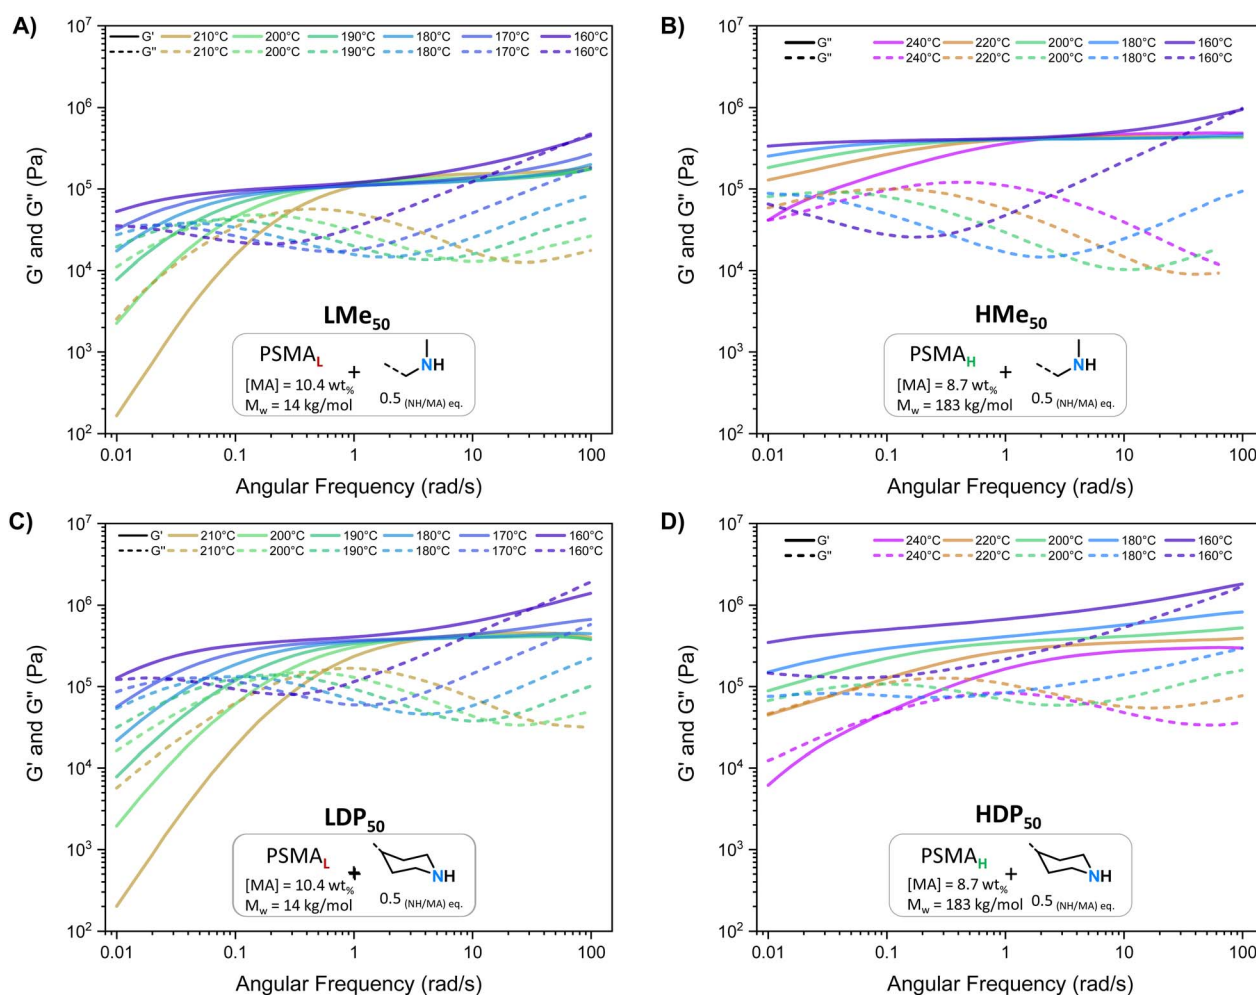 A)
10⁷
10⁶
10⁵
10⁴
10³
10²
G' and G" (Pa)
G' 210°C 200°C 190°C 180°C 170°C 160°C
G" 210°C 200°C 190°C 180°C 170°C 160°C
LMe₅₀
PSMA_L + NH
[MA] = 10.4 wt%
M_w = 14 kg/mol
0.5 (NH/MA) eq.
0.01 0.1 1 10 100
Angular Frequency (rad/s)
B)
10⁷
10⁶
10⁵
10⁴
10³
10²
G' and G" (Pa)
G" 240°C 220°C 200°C 180°C 160°C
G" 240°C 220°C 200°C 180°C 160°C
HMe₅₀
PSMA_H + NH
[MA] = 8.7 wt%
M_w = 183 kg/mol
0.5 (NH/MA) eq.
0.01 0.1 1 10 100
Angular Frequency (rad/s)
C)
10⁷
10⁶
10⁵
10⁴
10³
10²
G' and G" (Pa)
G' 210°C 200°C 190°C 180°C 170°C 160°C
G" 210°C 200°C 190°C 180°C 170°C 160°C
LDP₅₀
PSMA_L + NH
[MA] = 10.4 wt%
M_w = 14 kg/mol
0.5 (NH/MA) eq.
0.01 0.1 1 10 100
Angular Frequency (rad/s)
D)
10⁷
10⁶
10⁵
10⁴
10³
10²
G' and G" (Pa)
G' 240°C 220°C 200°C 180°C 160°C
G" 240°C 220°C 200°C 180°C 160°C
HDP₅₀
PSMA_H + NH
[MA] = 8.7 wt%
M_w = 183 kg/mol
0.5 (NH/MA) eq.
0.01 0.1 1 10 100
Angular Frequency (rad/s)